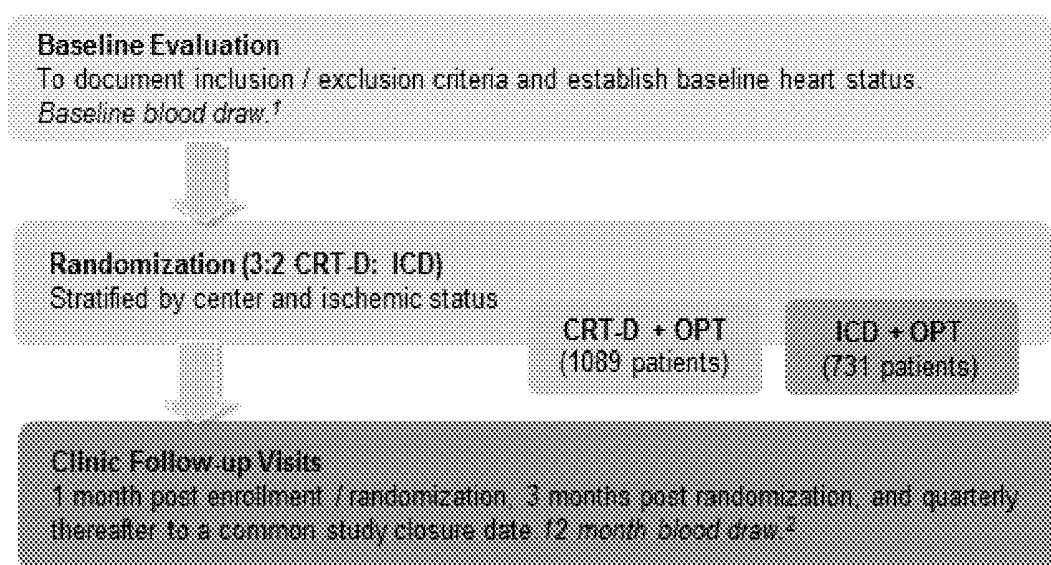 Baseline Evaluation
To document inclusion / exclusion criteria and establish baseline heart status.
Baseline blood draw.1
Randomization (3:2 CRT-D: ICD)
Stratified by center and ischemic status
CRT-D + OPT
(1089 patients)
ICD + OPT
(731 patients)
Clinic Follow-up Visits
1 month post enrollment / randomization, 3 months post randomization, and quarterly
thereafter to a common study closure date 12 month blood draw.2